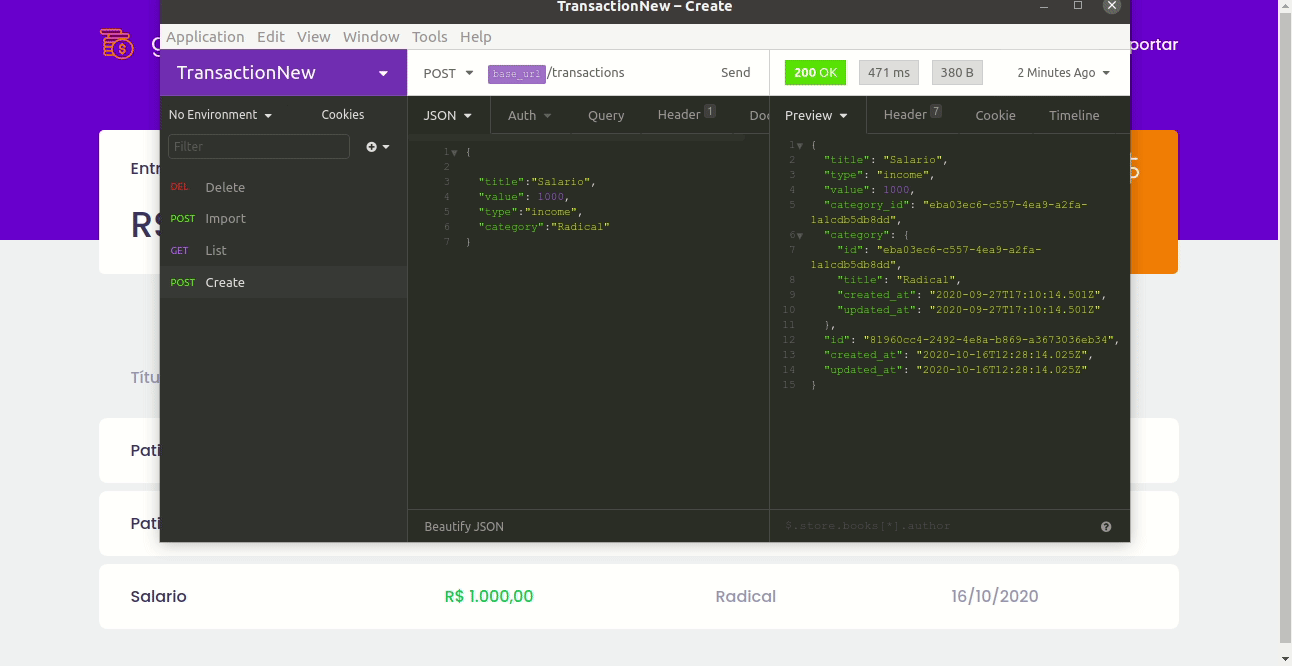 TransactionNew – Create
Application Edit View Window Tools Help
portar
TransactionNew
POST base_url/transactions Send
200 OK 471 ms 380 B 2 Minutes Ago
No Environment Cookies
JSON Auth Query Header 1 Doc
Preview Header 7 Cookie Timeline
Filter
DEL Delete
POST Import
GET List
POST Create
1 {
2
3 "title":"Salario",
4 "value": 1000,
5 "type":"income",
6 "category":"Radical"
7 }
Beautify JSON
1 {
2 "title": "Salario",
3 "type": "income",
4 "value": 1000,
5 "category_id": "eba03ec6-c557-4ea9-a2fa-
1a1cdb5db8dd",
6 "category": {
7 "id": "eba03ec6-c557-4ea9-a2fa-
1a1cdb5db8dd",
8 "title": "Radical",
9 "created_at": "2020-09-27T17:10:14.501Z",
10 "updated_at": "2020-09-27T17:10:14.501Z"
11 },
12 "id": "81960cc4-2492-4e8a-b869-a3673036eb34",
13 "created_at": "2020-10-16T12:28:14.025Z",
14 "updated_at": "2020-10-16T12:28:14.025Z"
15 }
$.store.books[*].author
Entr
R$
Títu
Pati
Pati
Salario R$ 1.000,00 Radical 16/10/2020